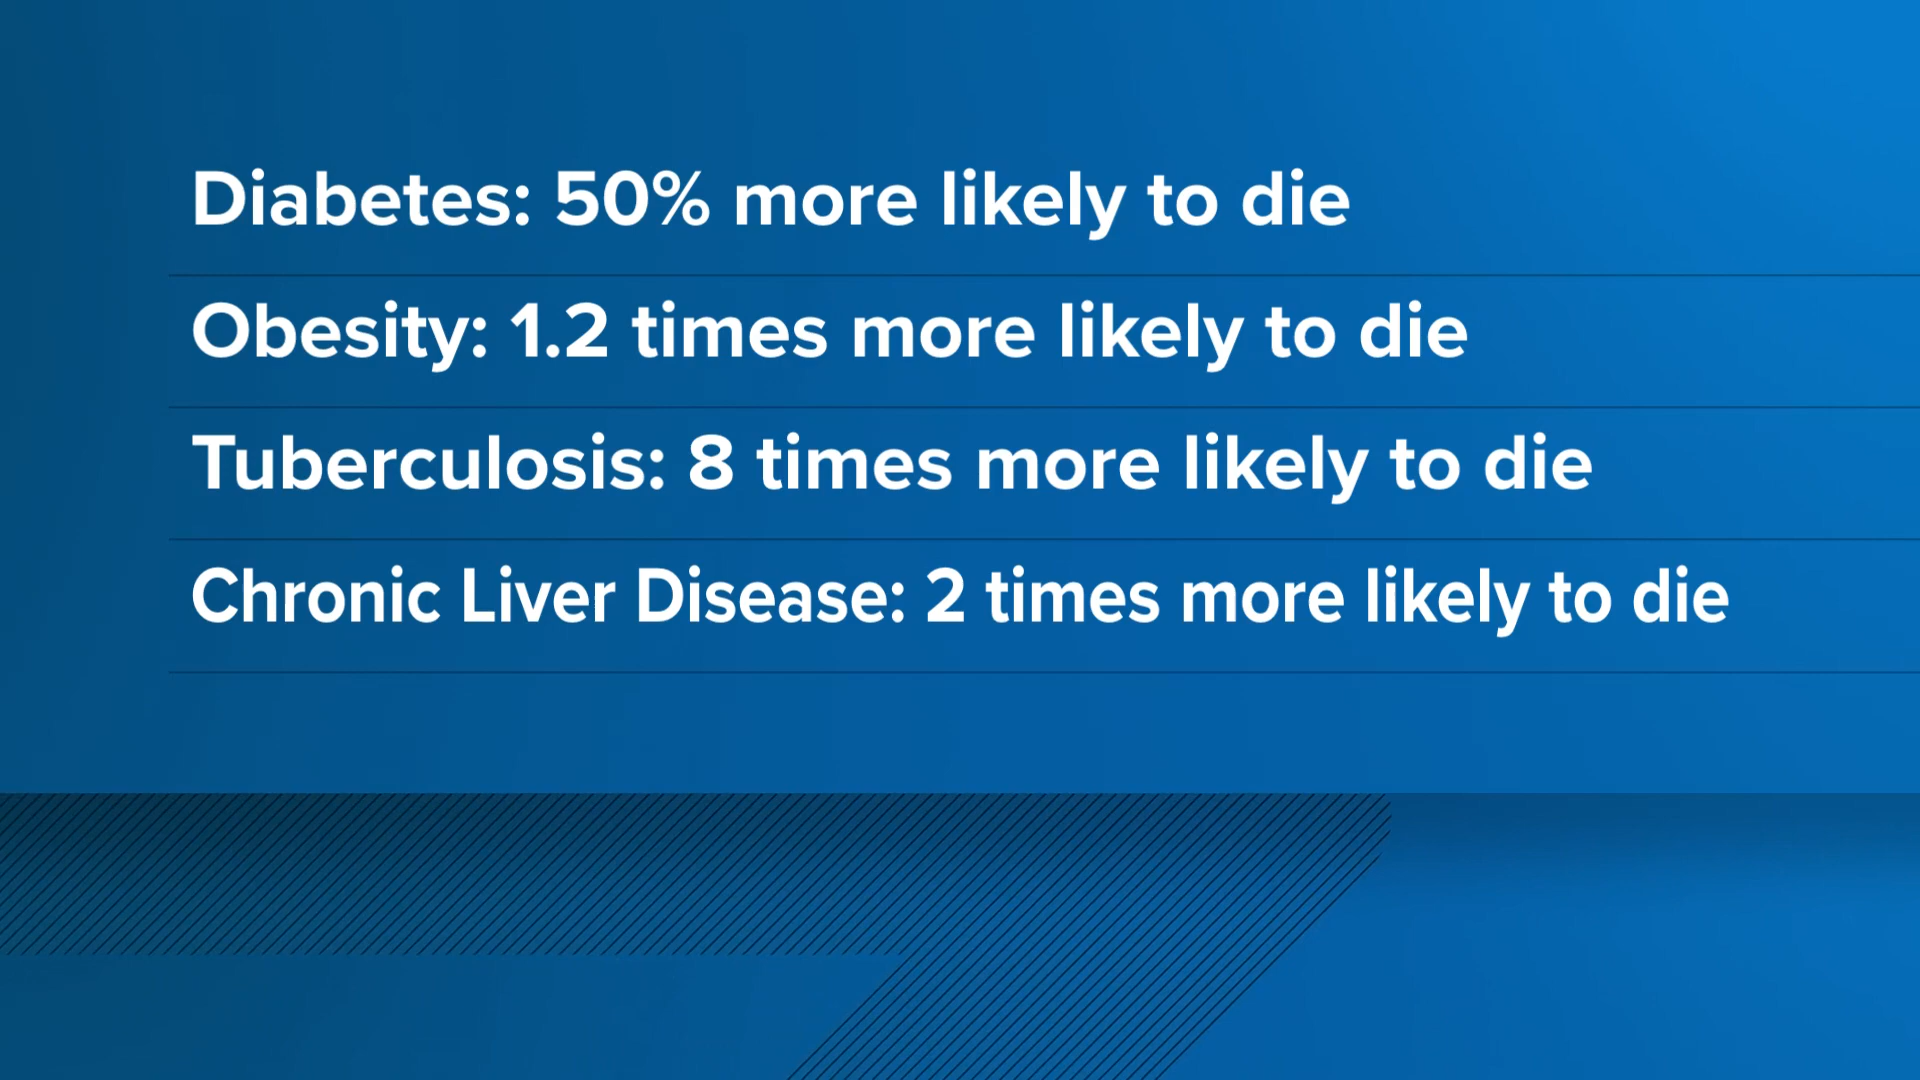 Diabetes: 50% more likely to die
Obesity: 1.2 times more likely to die
Tuberculosis: 8 times more likely to die
Chronic Liver Disease: 2 times more likely to die